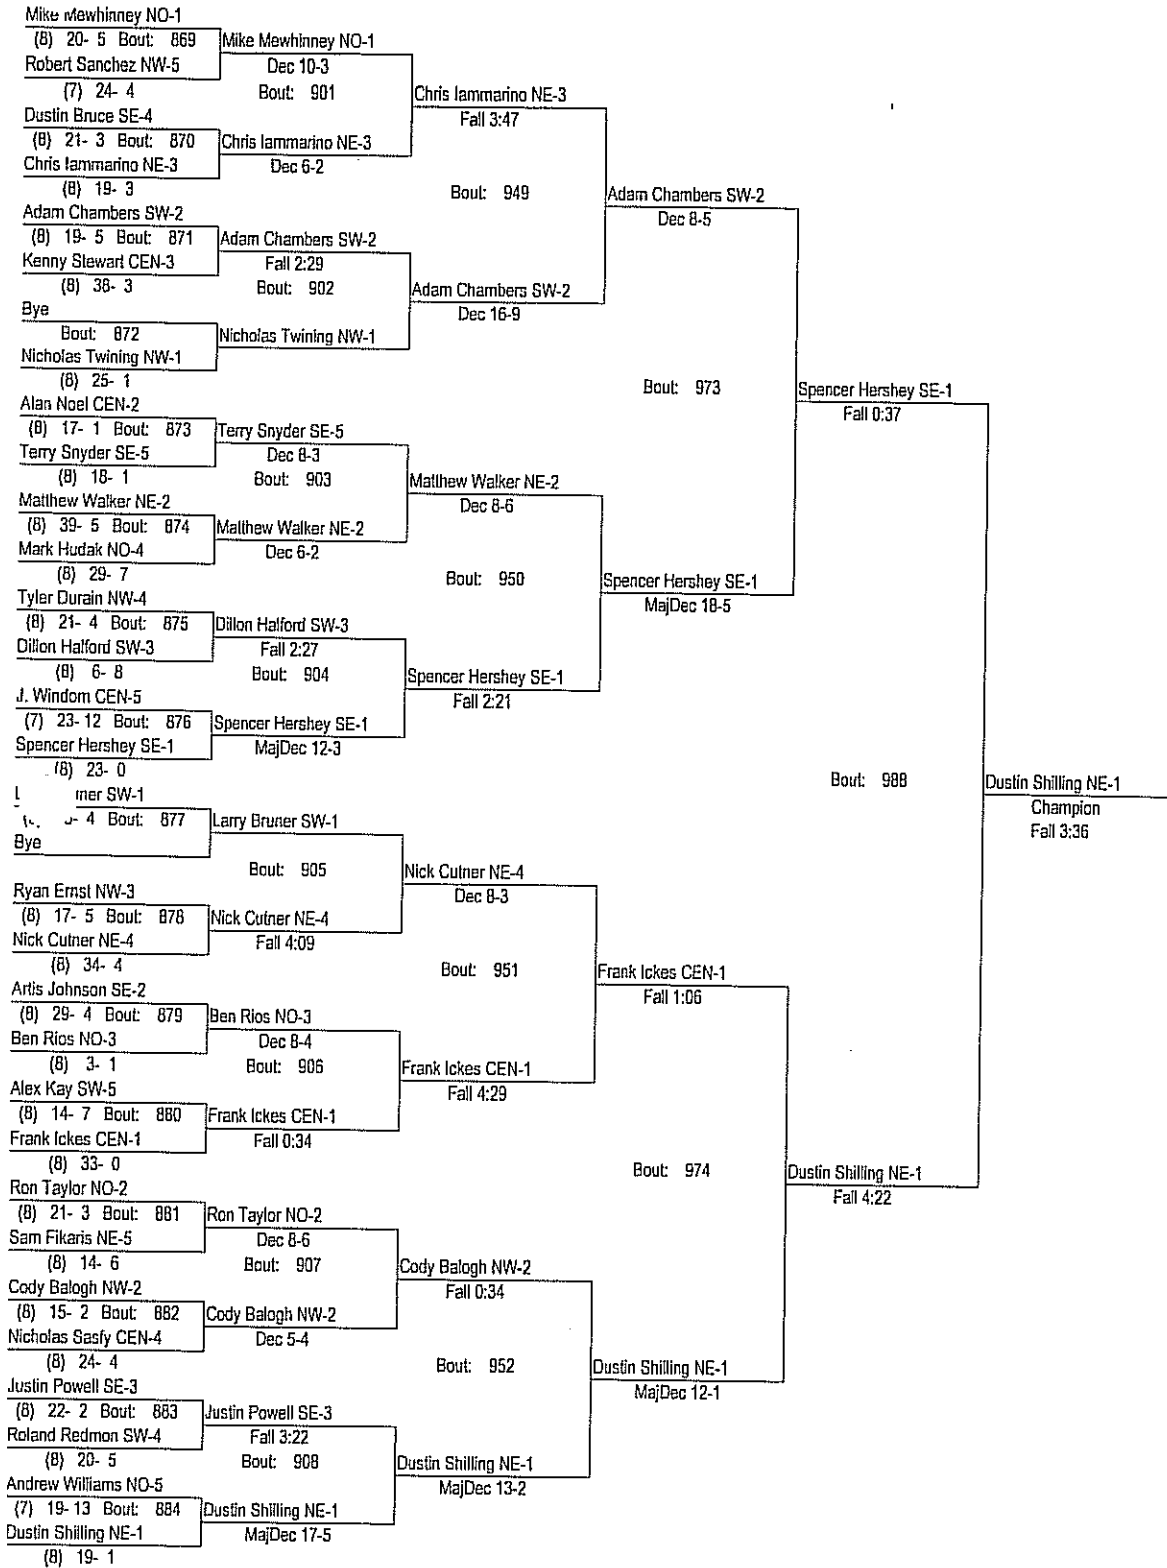 Mike Mewhinney NO-1
(8) 20- 5 Bout: 869
Robert Sanchez NW-5
(7) 24- 4
Dustin Bruce SE-4
(8) 21- 3 Bout: 870
Chris Iammarino NE-3
(8) 19- 3
Adam Chambers SW-2
(8) 19- 5 Bout: 871
Kenny Stewart CEN-3
(8) 38- 3
Bye
Bout: 872
Nicholas Twining NW-1
(8) 25- 1
Alan Noel CEN-2
(8) 17- 1 Bout: 873
Terry Snyder SE-5
(8) 18- 1
Matthew Walker NE-2
(8) 39- 5 Bout: 874
Mark Hudak NO-4
(8) 29- 7
Tyler Durain NW-4
(8) 21- 4 Bout: 875
Dillon Halford SW-3
(8) 6- 8
J. Windom CEN-5
(7) 23- 12 Bout: 876
Spencer Hershey SE-1
(8) 23- 0
SW-1
4 Bout: 877
Bye
Ryan Ernst NW-3
(8) 17- 5 Bout: 878
Nick Cutner NE-4
(8) 34- 4
Artis Johnson SE-2
(8) 29- 4 Bout: 879
Ben Rios NO-3
(8) 3- 1
Alex Kay SW-5
(8) 14- 7 Bout: 880
Frank Ickes CEN-1
(8) 33- 0
Ron Taylor NO-2
(8) 21- 3 Bout: 881
Sam Fikaris NE-5
(8) 14- 6
Cody Balogh NW-2
(8) 15- 2 Bout: 882
Nicholas Sasfy CEN-4
(8) 24- 4
Justin Powell SE-3
(8) 22- 2 Bout: 883
Roland Redmon SW-4
(8) 20- 5
Andrew Williams NO-5
(7) 19- 13 Bout: 884
Dustin Shilling NE-1
(8) 19- 1
Mike Mewhinney NO-1
Dec 10-3
Bout: 901
Chris Iammarino NE-3
Dec 6-2
Adam Chambers SW-2
Fall 2:29
Bout: 902
Nicholas Twining NW-1
Terry Snyder SE-5
Dec 8-3
Bout: 903
Matthew Walker NE-2
Dec 6-2
Dillon Halford SW-3
Fall 2:27
Bout: 904
Spencer Hershey SE-1
MajDec 12-3
Larry Bruner SW-1
Bout: 905
Nick Cutner NE-4
Fall 4:09
Ben Rios NO-3
Dec 8-4
Bout: 906
Frank Ickes CEN-1
Fall 0:34
Ron Taylor NO-2
Dec 8-6
Bout: 907
Cody Balogh NW-2
Dec 5-4
Justin Powell SE-3
Fall 3:22
Bout: 908
Dustin Shilling NE-1
MajDec 17-5
Chris Iammarino NE-3
Fall 3:47
Bout: 949
Adam Chambers SW-2
Dec 16-9
Matthew Walker NE-2
Dec 8-6
Bout: 950
Spencer Hershey SE-1
Fall 2:21
Nick Cutner NE-4
Dec 8-3
Bout: 951
Frank Ickes CEN-1
Fall 4:29
Cody Balogh NW-2
Fall 0:34
Bout: 952
Dustin Shilling NE-1
MajDec 13-2
Adam Chambers SW-2
Dec 8-5
Bout: 973
Spencer Hershey SE-1
MajDec 18-5
Frank Ickes CEN-1
Fall 1:06
Bout: 974
Dustin Shilling NE-1
MajDec 12-1
Spencer Hershey SE-1
Fall 0:37
Bout: 988
Dustin Shilling NE-1
Fall 4:22
Dustin Shilling NE-1
Champion
Fall 3:36